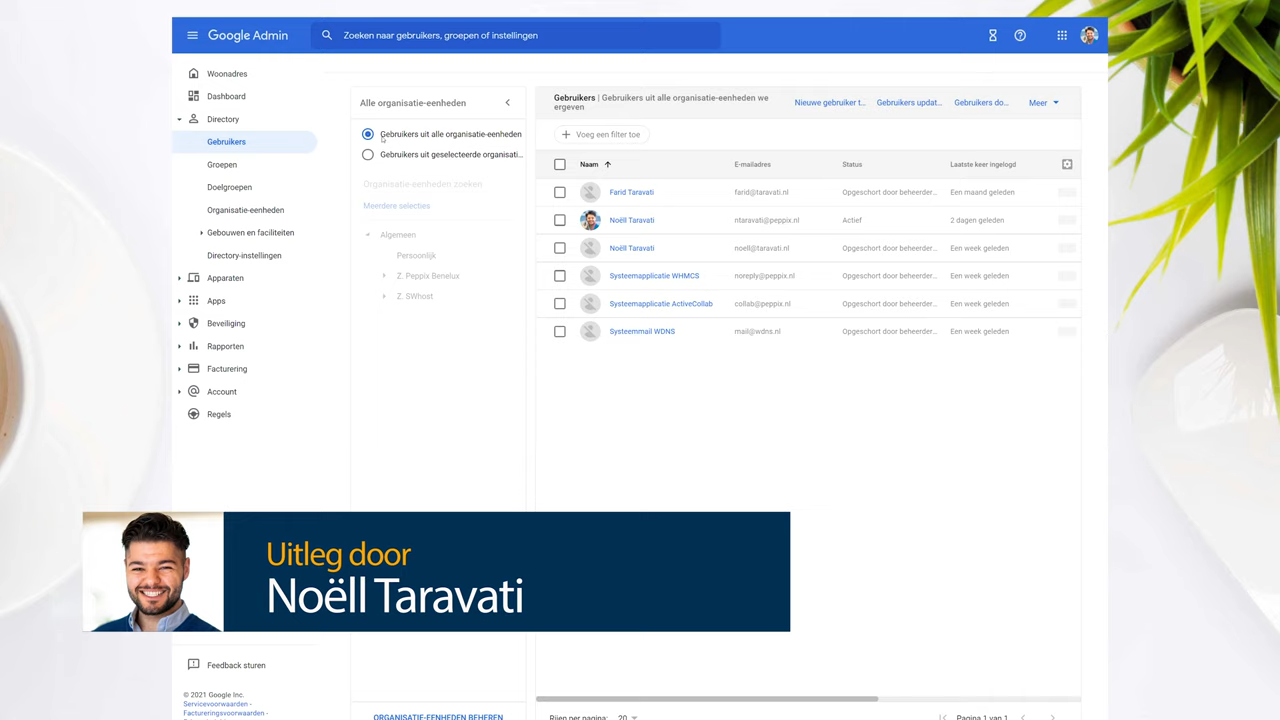 Google Admin
Zoeken naar gebruikers, groepen of instellingen
Woonadres
Dashboard
Directory
Gebruikers
Groepen
Doelgroepen
Organisatie-eenheden
Gebouwen en faciliteiten
Directory-instellingen
Apparaten
Apps
Beveiliging
Rapporten
Facturering
Account
Regels
Feedback sturen
© 2021 Google Inc.
Servicevoorwaarden -
Factureringsvoorwaarden -
Alle organisatie-eenheden
Gebruikers uit alle organisatie-eenheden
Gebruikers uit geselecteerde organisati...
Organisatie-eenheden zoeken
Meerdere selecties
Algemeen
Persoonlijk
Z. Peppix Benelux
Z. SWhost
ORGANISATIE-EENHEDEN BEHEREN
Gebruikers | Gebruikers uit alle organisatie-eenheden we
ergeven
Nieuwe gebruiker t... Gebruikers updat... Gebruikers do... Meer
Voeg een filter toe
Naam E-mailadres Status Laatste keer ingelogd
Farid Taravati farid@taravati.nl Opgeschort door beheerder... Een maand geleden
Noëll Taravati ntaravati@peppix.nl Actief 2 dagen geleden
Noëll Taravati noell@taravati.nl Opgeschort door beheerder... Een week geleden
Systeemapplicatie WHMCS noreply@peppix.nl Opgeschort door beheerder... Een week geleden
Systeemapplicatie ActiveCollab collab@peppix.nl Opgeschort door beheerder... Een week geleden
Systeemmail WDNS mail@wdns.nl Opgeschort door beheerder... Een week geleden
Rijen per pagina: 20 Pagina 1 van 1
Uitleg door
Noëll Taravati